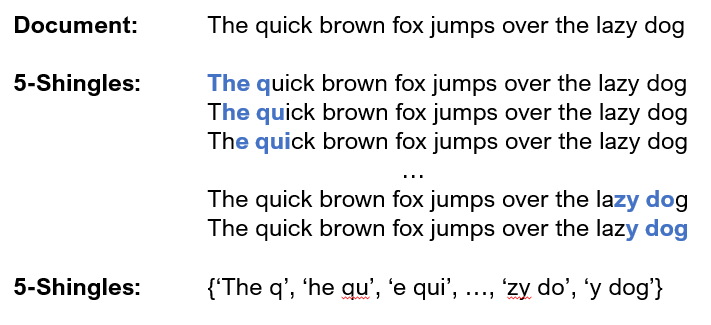 Document: The quick brown fox jumps over the lazy dog
5-Shingles: The quick brown fox jumps over the lazy dog
The quick brown fox jumps over the lazy dog
The quick brown fox jumps over the lazy dog
…
The quick brown fox jumps over the lazy dog
The quick brown fox jumps over the lazy dog
5-Shingles: {‘The q’, ‘he qu’, ‘e qui’, …, ‘zy do’, ‘y dog’}